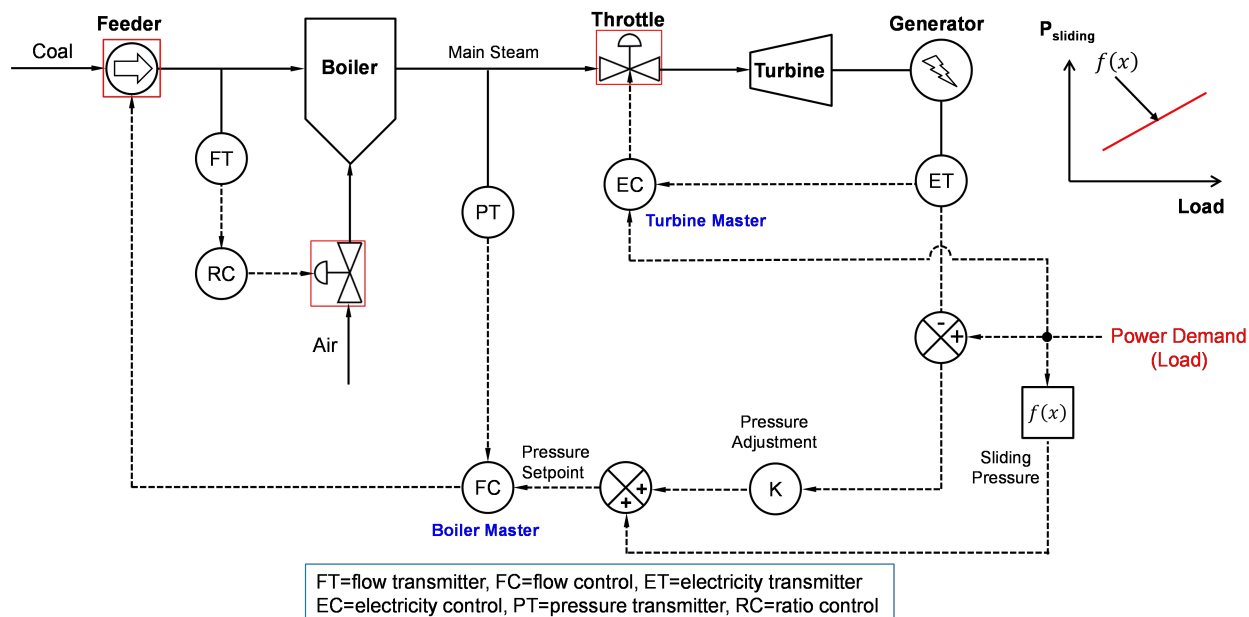 Feeder
Coal
Boiler
Main Steam
Throttle
Turbine
Generator
P_sliding
f(x)
Load
FT
PT
EC
ET
Turbine Master
RC
Air
-
+
Power Demand
(Load)
f(x)
Sliding
Pressure
Pressure
Adjustment
Pressure
Setpoint
FC
+
+
K
Boiler Master
FT=flow transmitter, FC=flow control, ET=electricity transmitter
EC=electricity control, PT=pressure transmitter, RC=ratio control